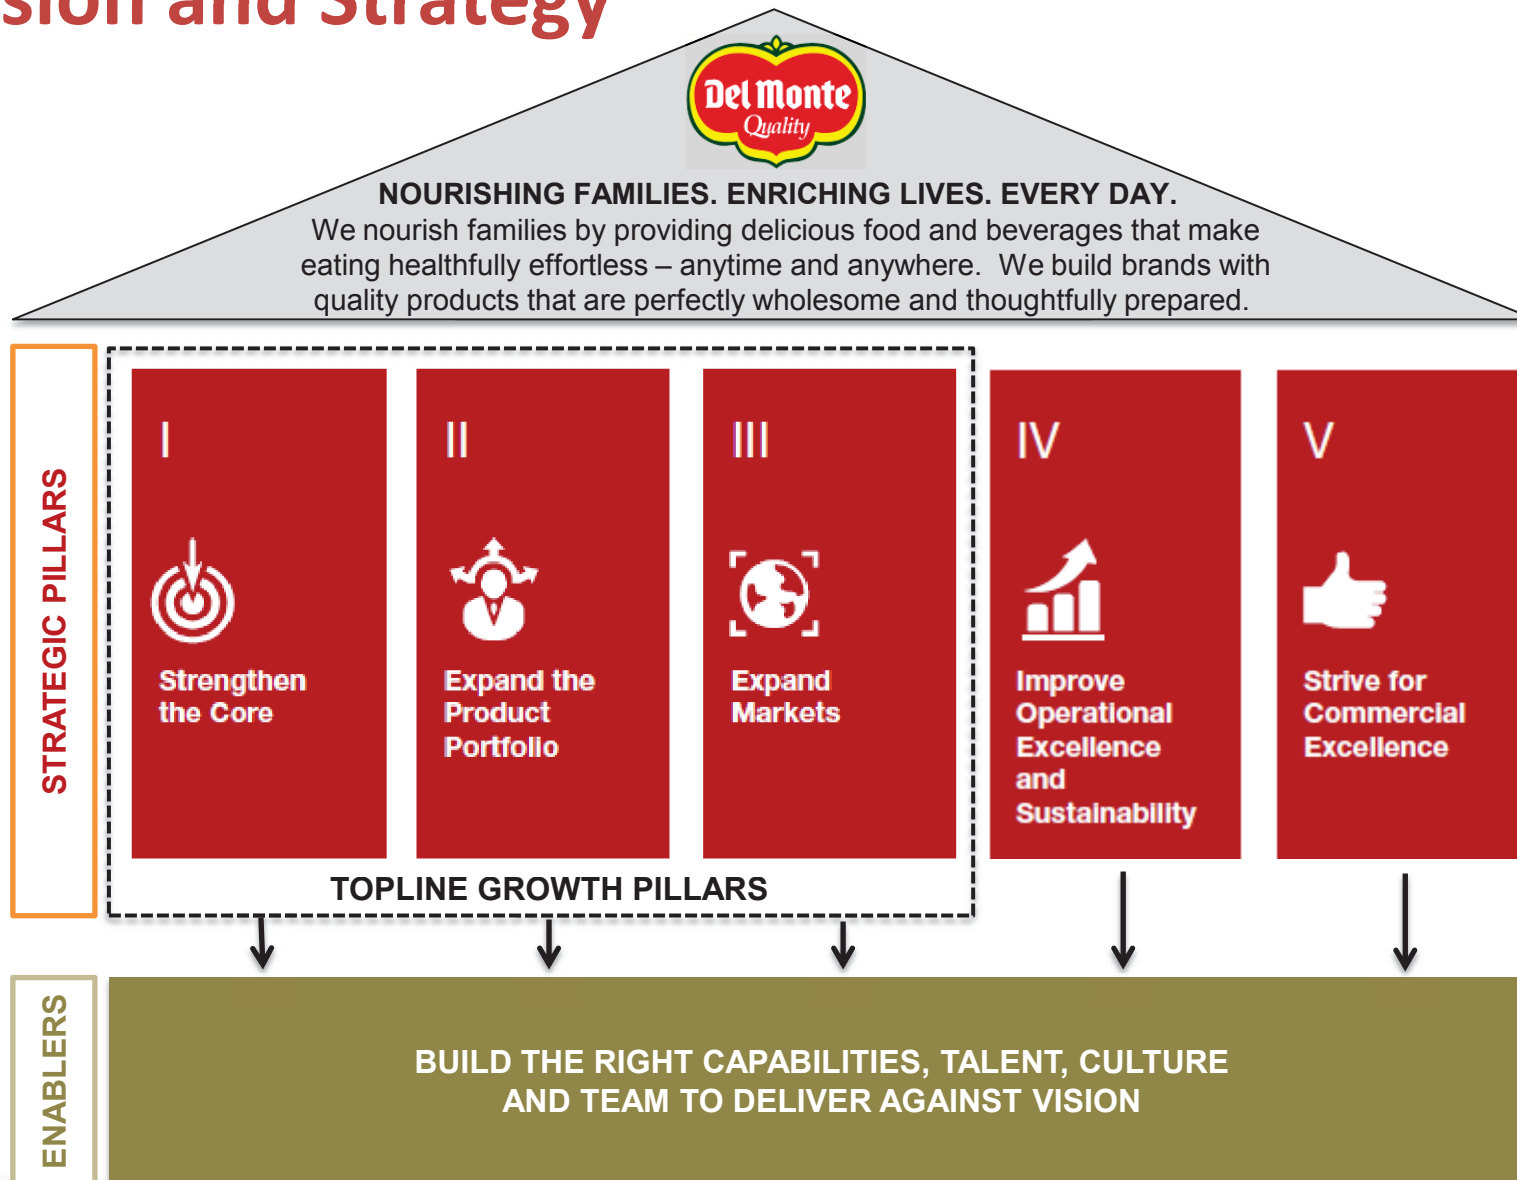 sion and Strategy
Del Monte
Quality
NOURISHING FAMILIES. ENRICHING LIVES. EVERY DAY.
We nourish families by providing delicious food and beverages that make
eating healthfully effortless – anytime and anywhere. We build brands with
quality products that are perfectly wholesome and thoughtfully prepared.
STRATEGIC PILLARS
I
Strengthen
the Core
II
Expand the
Product
Portfolio
III
Expand
Markets
IV
Improve
Operational
Excellence
and
Sustainability
V
Strive for
Commercial
Excellence
TOPLINE GROWTH PILLARS
ENABLERS
BUILD THE RIGHT CAPABILITIES, TALENT, CULTURE
AND TEAM TO DELIVER AGAINST VISION